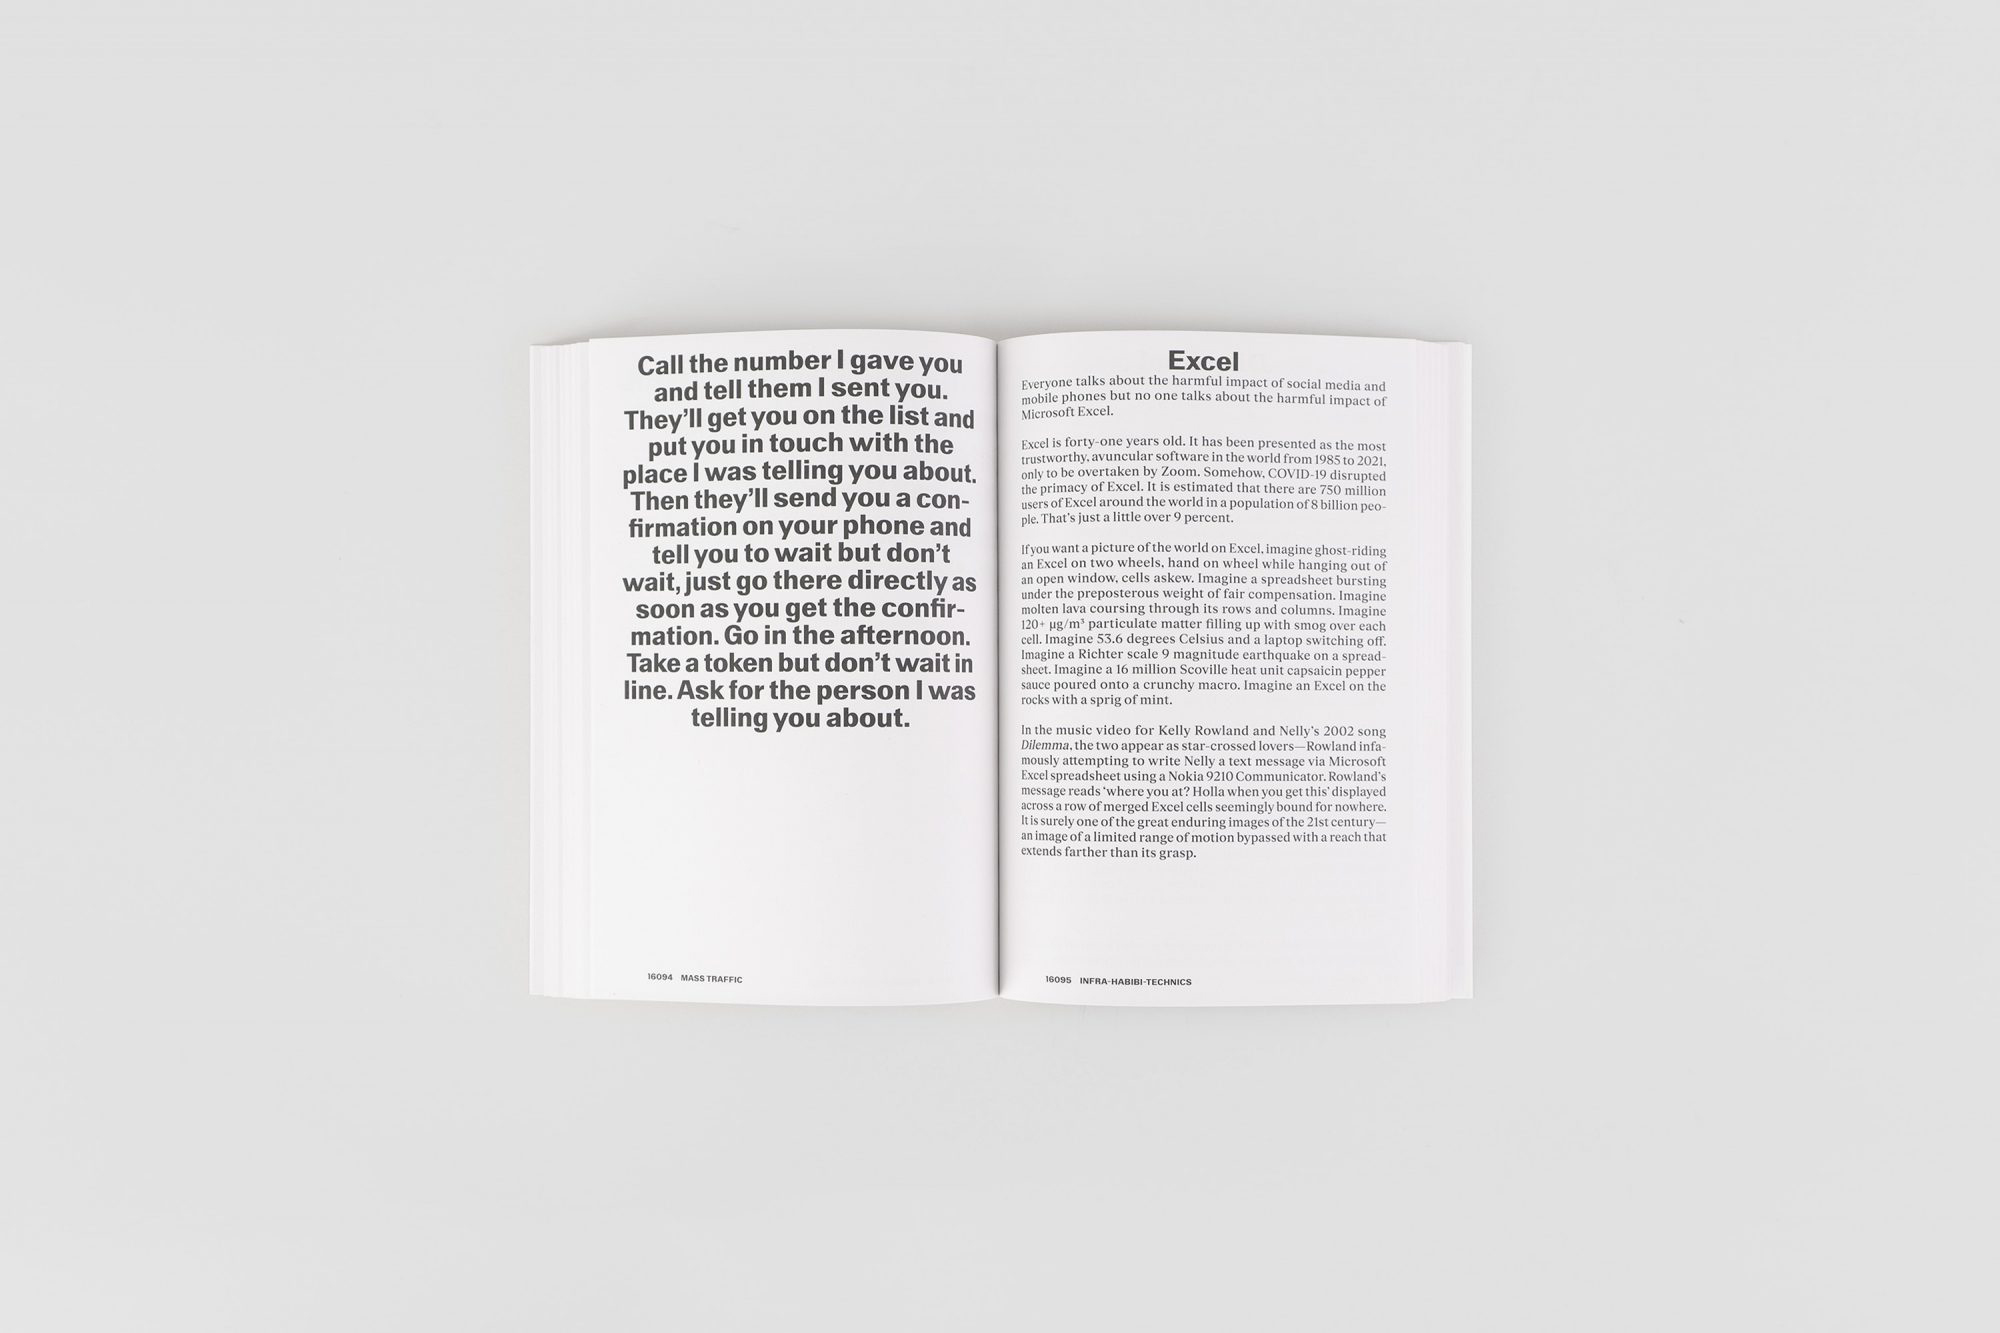 Call the number I gave you
and tell them I sent you.
They'll get you on the list and
put you in touch with the
place I was telling you about.
Then they'll send you a con-
firmation on your phone and
tell you to wait but don't
wait, just go there directly as
soon as you get the confir-
mation. Go in the afternoon.
Take a token but don't wait in
line. Ask for the person I was
telling you about.
16094 MASS TRAFFIC
Excel
Everyone talks about the harmful impact of social media and
mobile phones but no one talks about the harmful impact of
Microsoft Excel.
Excel is forty-one years old. It has been presented as the most
trustworthy, avuncular software in the world from 1985 to 2021,
only to be overtaken by Zoom. Somehow, COVID-19 disrupted
the primacy of Excel. It is estimated that there are 750 million
users of Excel around the world in a population of 8 billion peo-
ple. That's just a little over 9 percent.
If you want a picture of the world on Excel, imagine ghost-riding
an Excel on two wheels, hand on wheel while hanging out of
an open window, cells askew. Imagine a spreadsheet bursting
under the preposterous weight of fair compensation. Imagine
molten lava coursing through its rows and columns. Imagine
120+ µg/m³ particulate matter filling up with smog over each
cell. Imagine 53.6 degrees Celsius and a laptop switching off.
Imagine a Richter scale 9 magnitude earthquake on a spread-
sheet. Imagine a 16 million Scoville heat unit capsaicin pepper
sauce poured onto a crunchy macro. Imagine an Excel on the
rocks with a sprig of mint.
In the music video for Kelly Rowland and Nelly's 2002 song
Dilemma, the two appear as star-crossed lovers—Rowland infa-
mously attempting to write Nelly a text message via Microsoft
Excel spreadsheet using a Nokia 9210 Communicator. Rowland's
message reads 'where you at? Holla when you get this' displayed
across a row of merged Excel cells seemingly bound for nowhere.
It is surely one of the great enduring images of the 21st century—
an image of a limited range of motion bypassed with a reach that
extends farther than its grasp.
16095 INFRA-HABIBI-TECHNICS